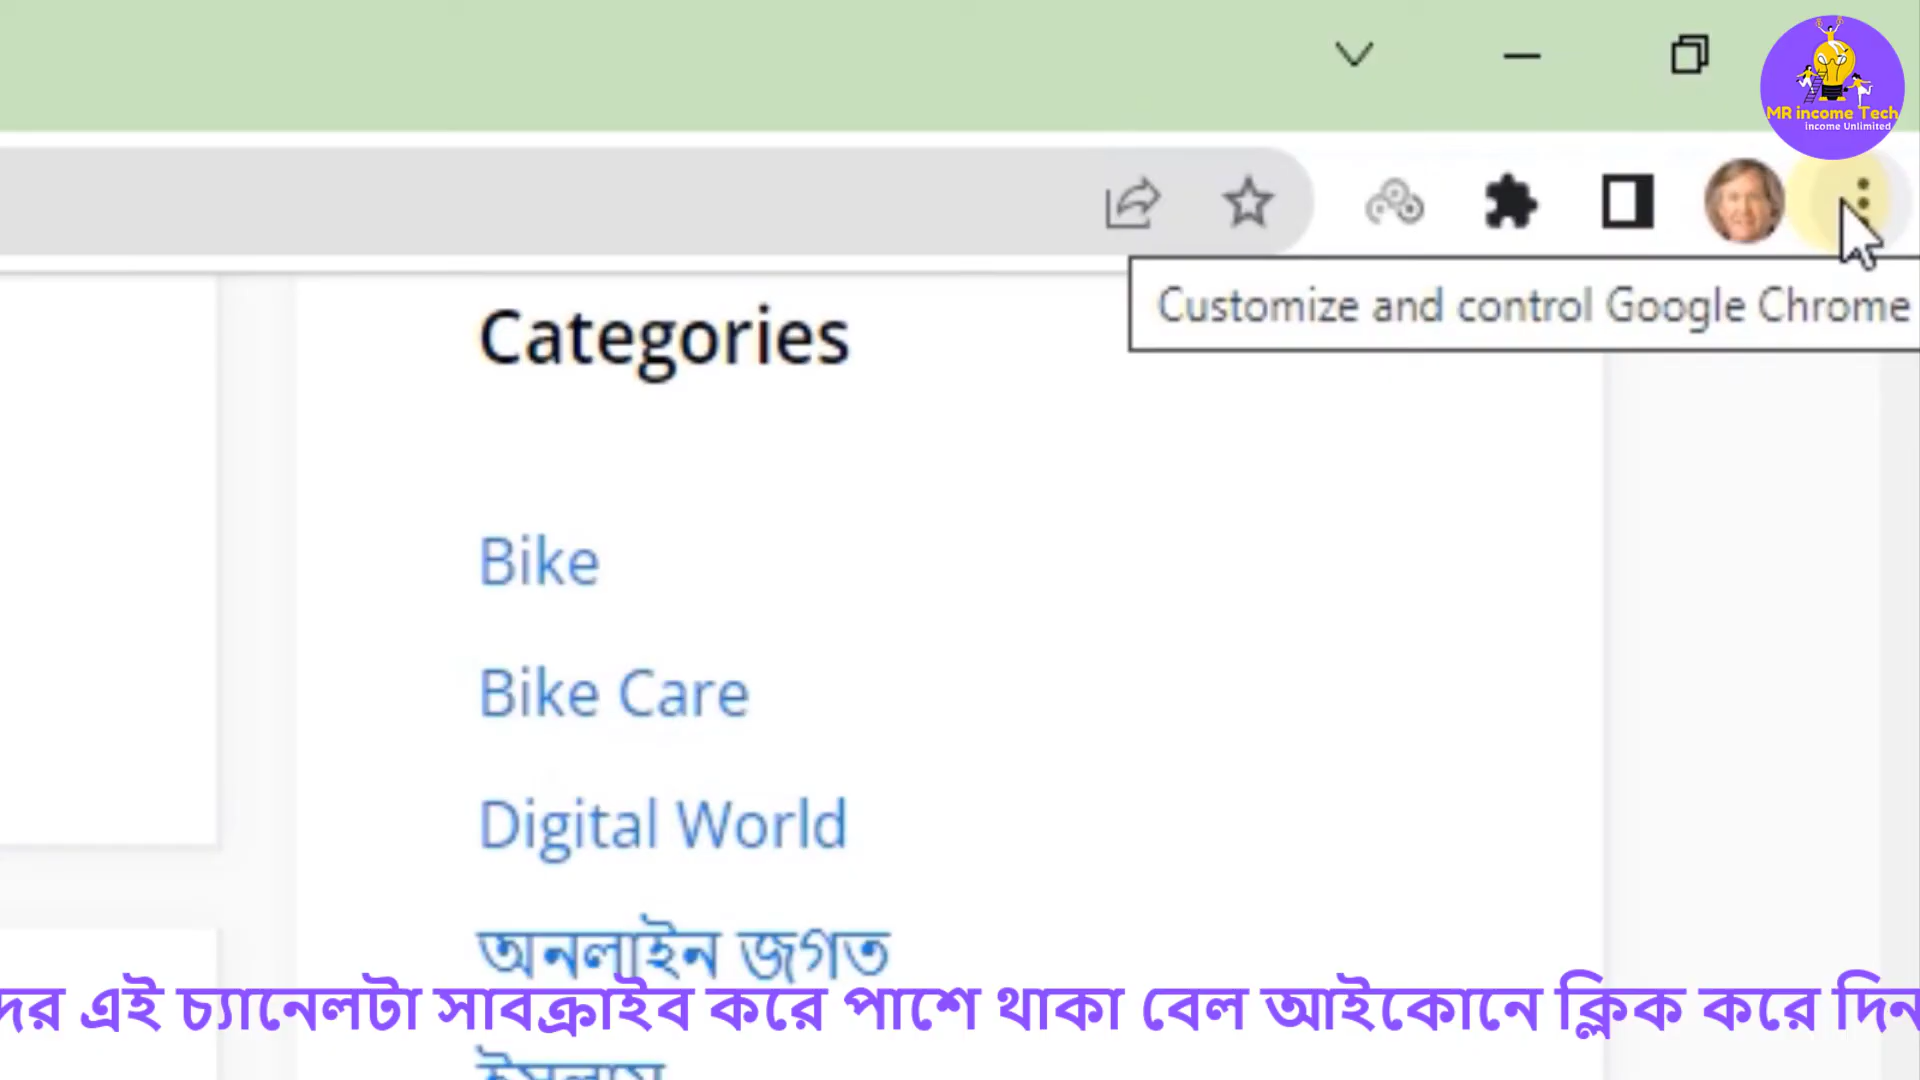 MR income Tech
Income Unlimited
Customize and control Google Chrome
Categories
Bike
Bike Care
Digital World
অনলাইন জগত
এই চ্যানেলটা সাবস্ক্রাইব করে পাশে থাকা বেল আইকোনে ক্লিক করে দিন